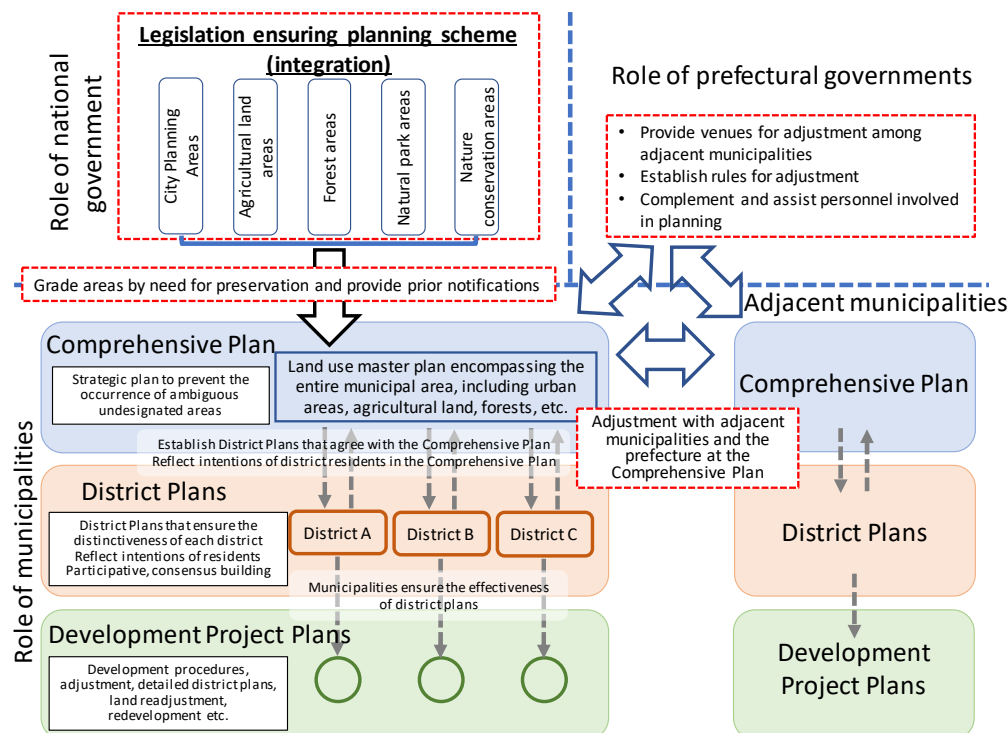 Role of national
government
Legislation ensuring planning scheme
(integration)
City Planning
Areas
Agricultural land
areas
Forest areas
Natural park areas
Nature
conservation areas
Role of prefectural governments
• Provide venues for adjustment among
adjacent municipalities
• Establish rules for adjustment
• Complement and assist personnel involved
in planning
Grade areas by need for preservation and provide prior notifications
Adjacent municipalities
Role of municipalities
Comprehensive Plan
Strategic plan to prevent the
occurrence of ambiguous
undesignated areas
Land use master plan encompassing the
entire municipal area, including urban
areas, agricultural land, forests, etc.
Comprehensive Plan
Adjustment with adjacent
municipalities and the
prefecture at the
Comprehensive Plan
Establish District Plans that agree with the Comprehensive Plan
Reflect intentions of district residents in the Comprehensive Plan
District Plans
District Plans that ensure the
distinctiveness of each district
Reflect intentions of residents
Participative, consensus building
District A
District B
District C
District Plans
Municipalities ensure the effectiveness
of district plans
Development Project Plans
Development procedures,
adjustment, detailed district plans,
land readjustment,
redevelopment etc.
Development
Project Plans